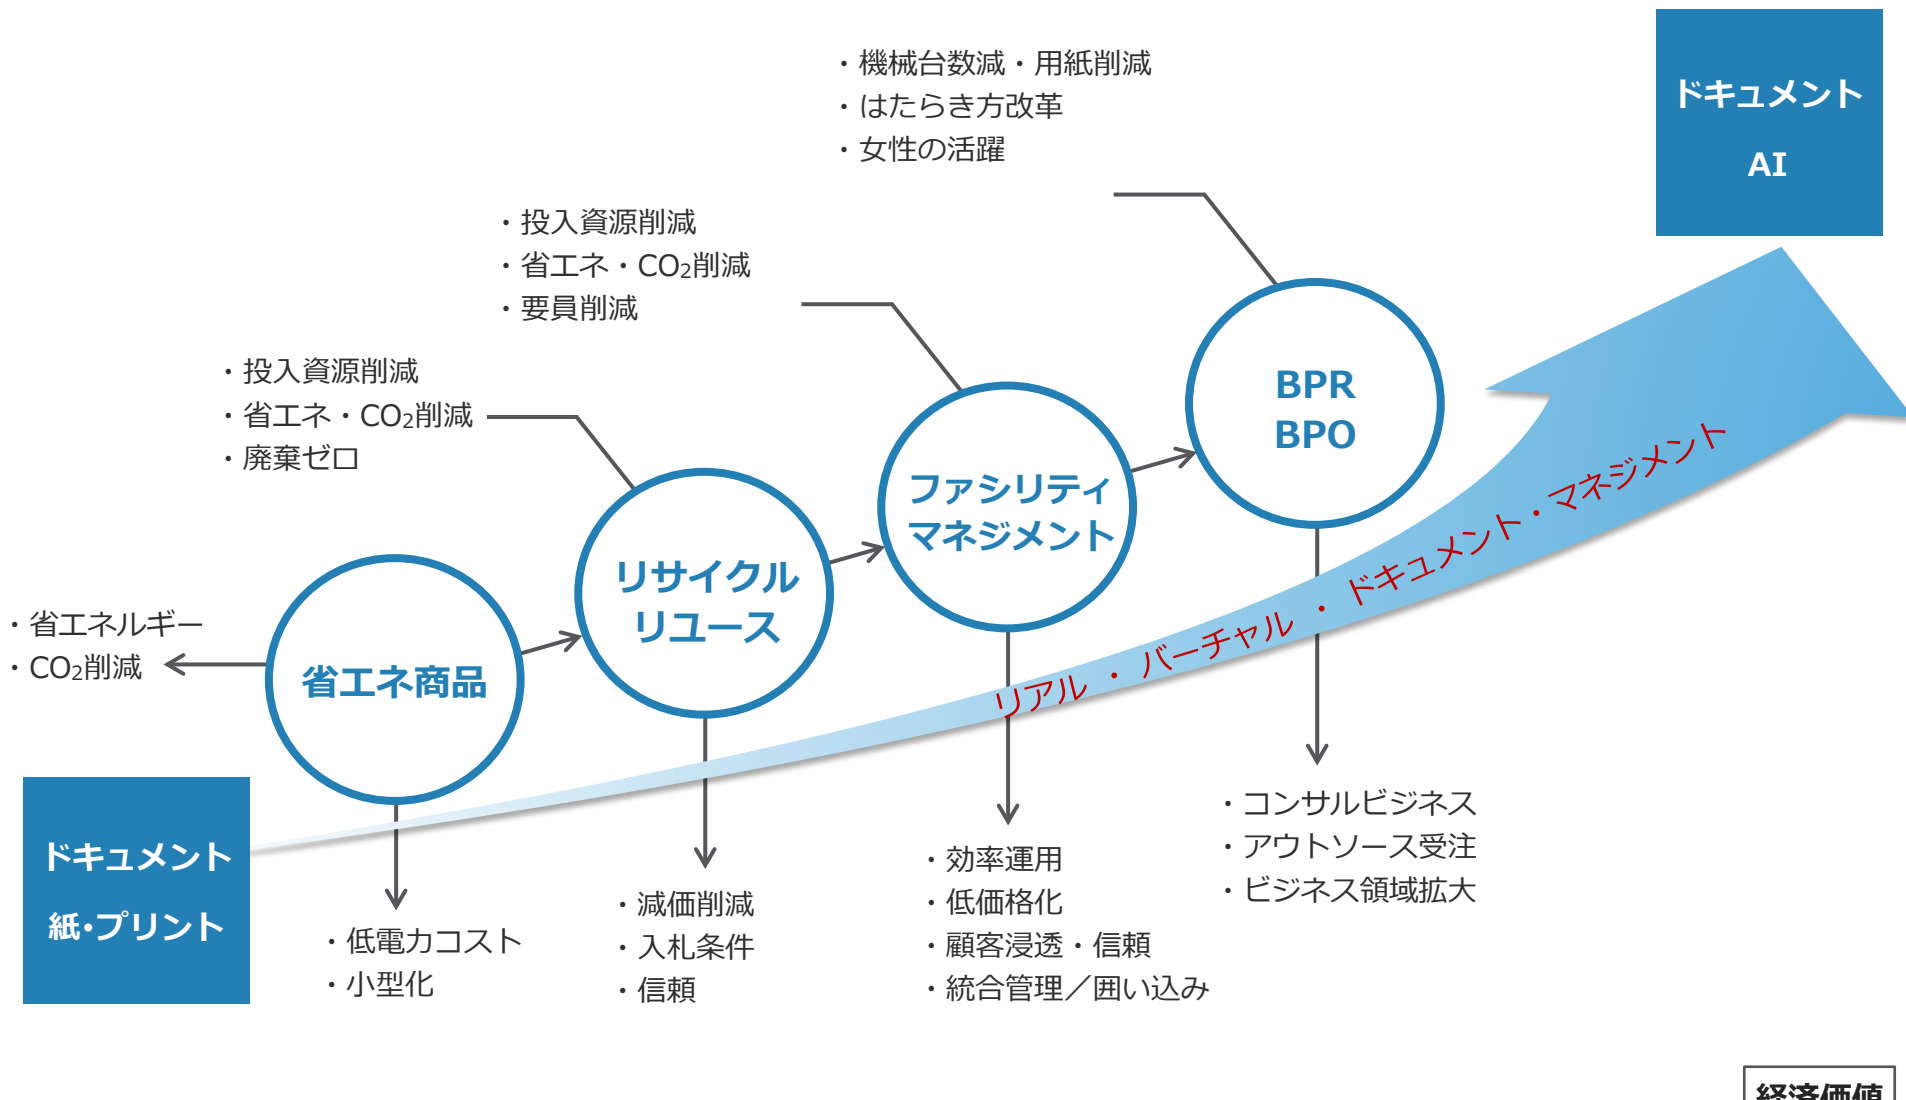 ・機械台数減・用紙削減
・はたらき方改革
・女性の活躍
ドキュメント
AI
・投入資源削減
・省エネ・CO₂削減
・要員削減
・投入資源削減
・省エネ・CO₂削減
・廃棄ゼロ
BPR
BPO
ファシリティ
マネジメント
リサイクル
リユース
・省エネルギー
・CO₂削減
省エネ商品
リアル ・ バーチャル ・ ドキュメント・マネジメント
ドキュメント
紙・プリント
・低電力コスト
・小型化
・減価削減
・入札条件
・信頼
・効率運用
・低価格化
・顧客浸透・信頼
・統合管理／囲い込み
・コンサルビジネス
・アウトソース受注
・ビジネス領域拡大
経済価値